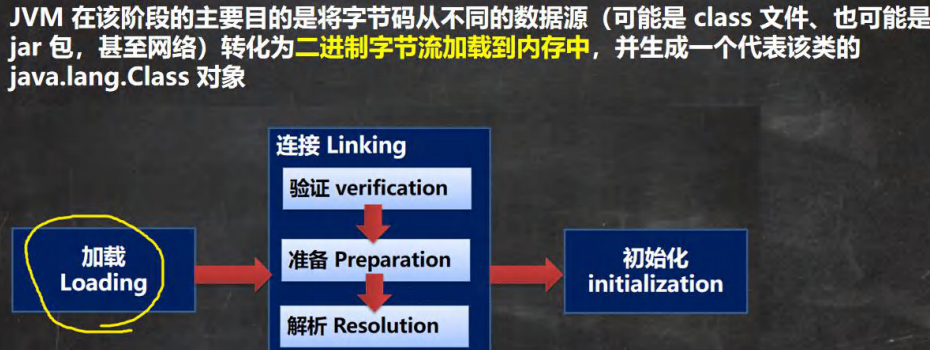 JVM 在该阶段的主要目的是将字节码从不同的数据源（可能是 class 文件、也可能是
jar 包，甚至网络）转化为二进制字节流加载到内存中，并生成一个代表该类的
java.lang.Class 对象
连接 Linking
验证 verification
准备 Preparation
解析 Resolution
加载
Loading
初始化
initialization